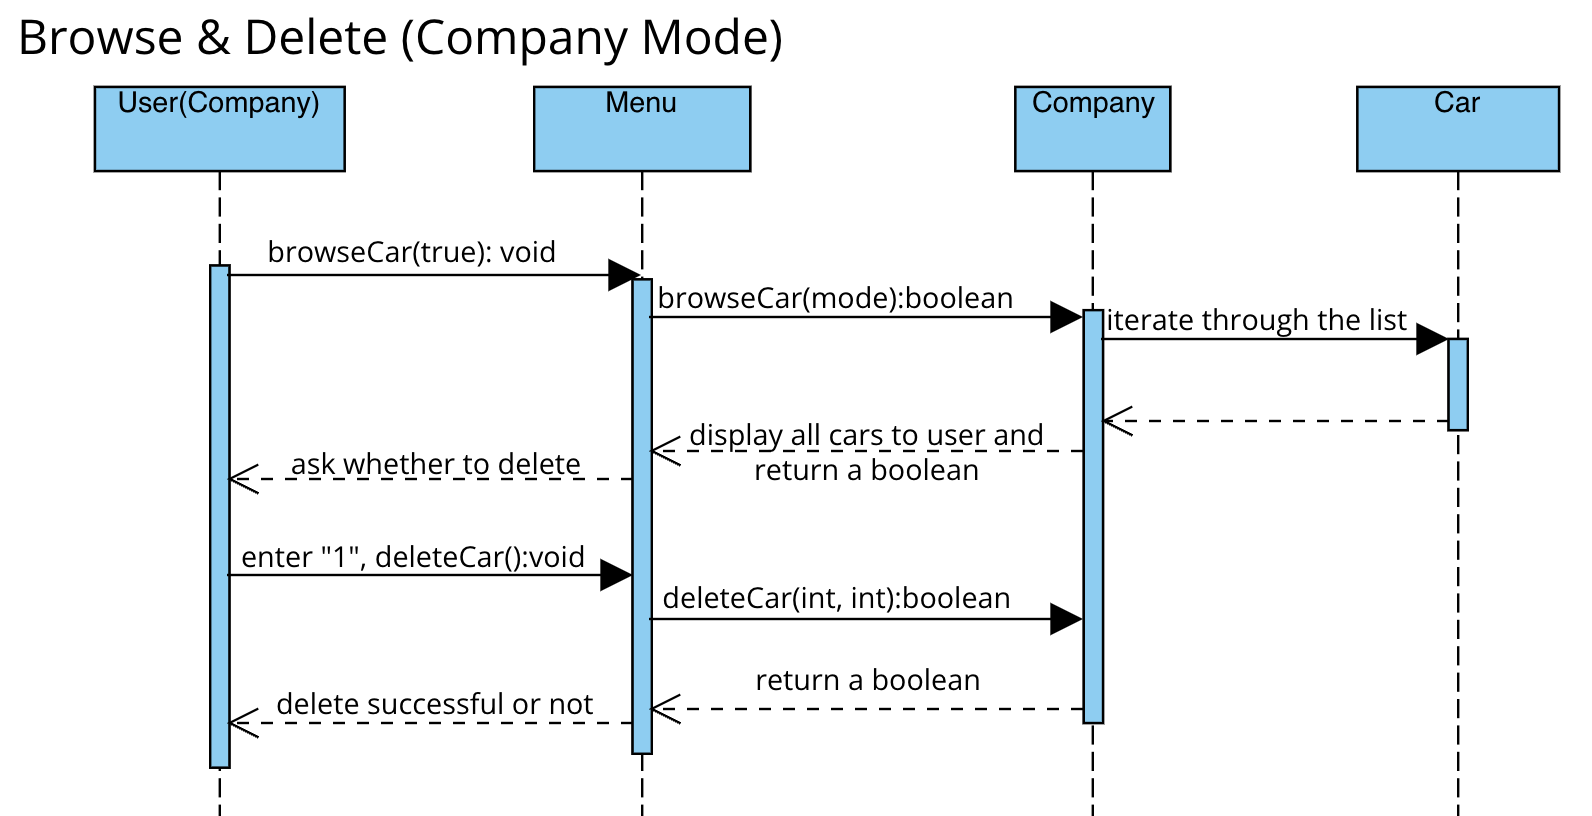 Browse & Delete (Company Mode)
User(Company)
Menu
Company
Car
browseCar(true): void
browseCar(mode):boolean
iterate through the list
display all cars to user and
return a boolean
ask whether to delete
enter "1", deleteCar():void
deleteCar(int, int):boolean
return a boolean
delete successful or not